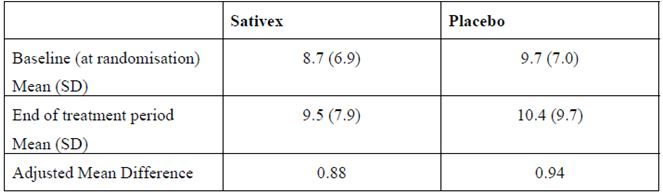 Sativex Placebo
Baseline (at randomisation) 8.7 (6.9) 9.7 (7.0)
Mean (SD)
End of treatment period 9.5 (7.9) 10.4 (9.7)
Mean (SD)
Adjusted Mean Difference 0.88 0.94